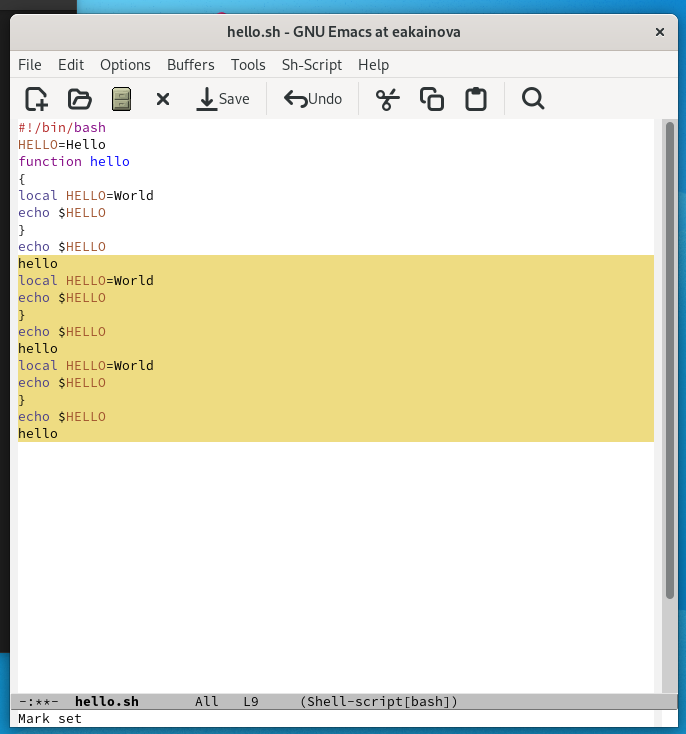 hello.sh - GNU Emacs at eakainova
File Edit Options Buffers Tools Sh-Script Help
Save Undo
#!/bin/bash
HELLO=Hello
function hello
{
local HELLO=World
echo $HELLO
}
echo $HELLO
hello
local HELLO=World
echo $HELLO
}
echo $HELLO
hello
local HELLO=World
echo $HELLO
}
echo $HELLO
hello
-:**- hello.sh All L9 (Shell-script[bash])
Mark set